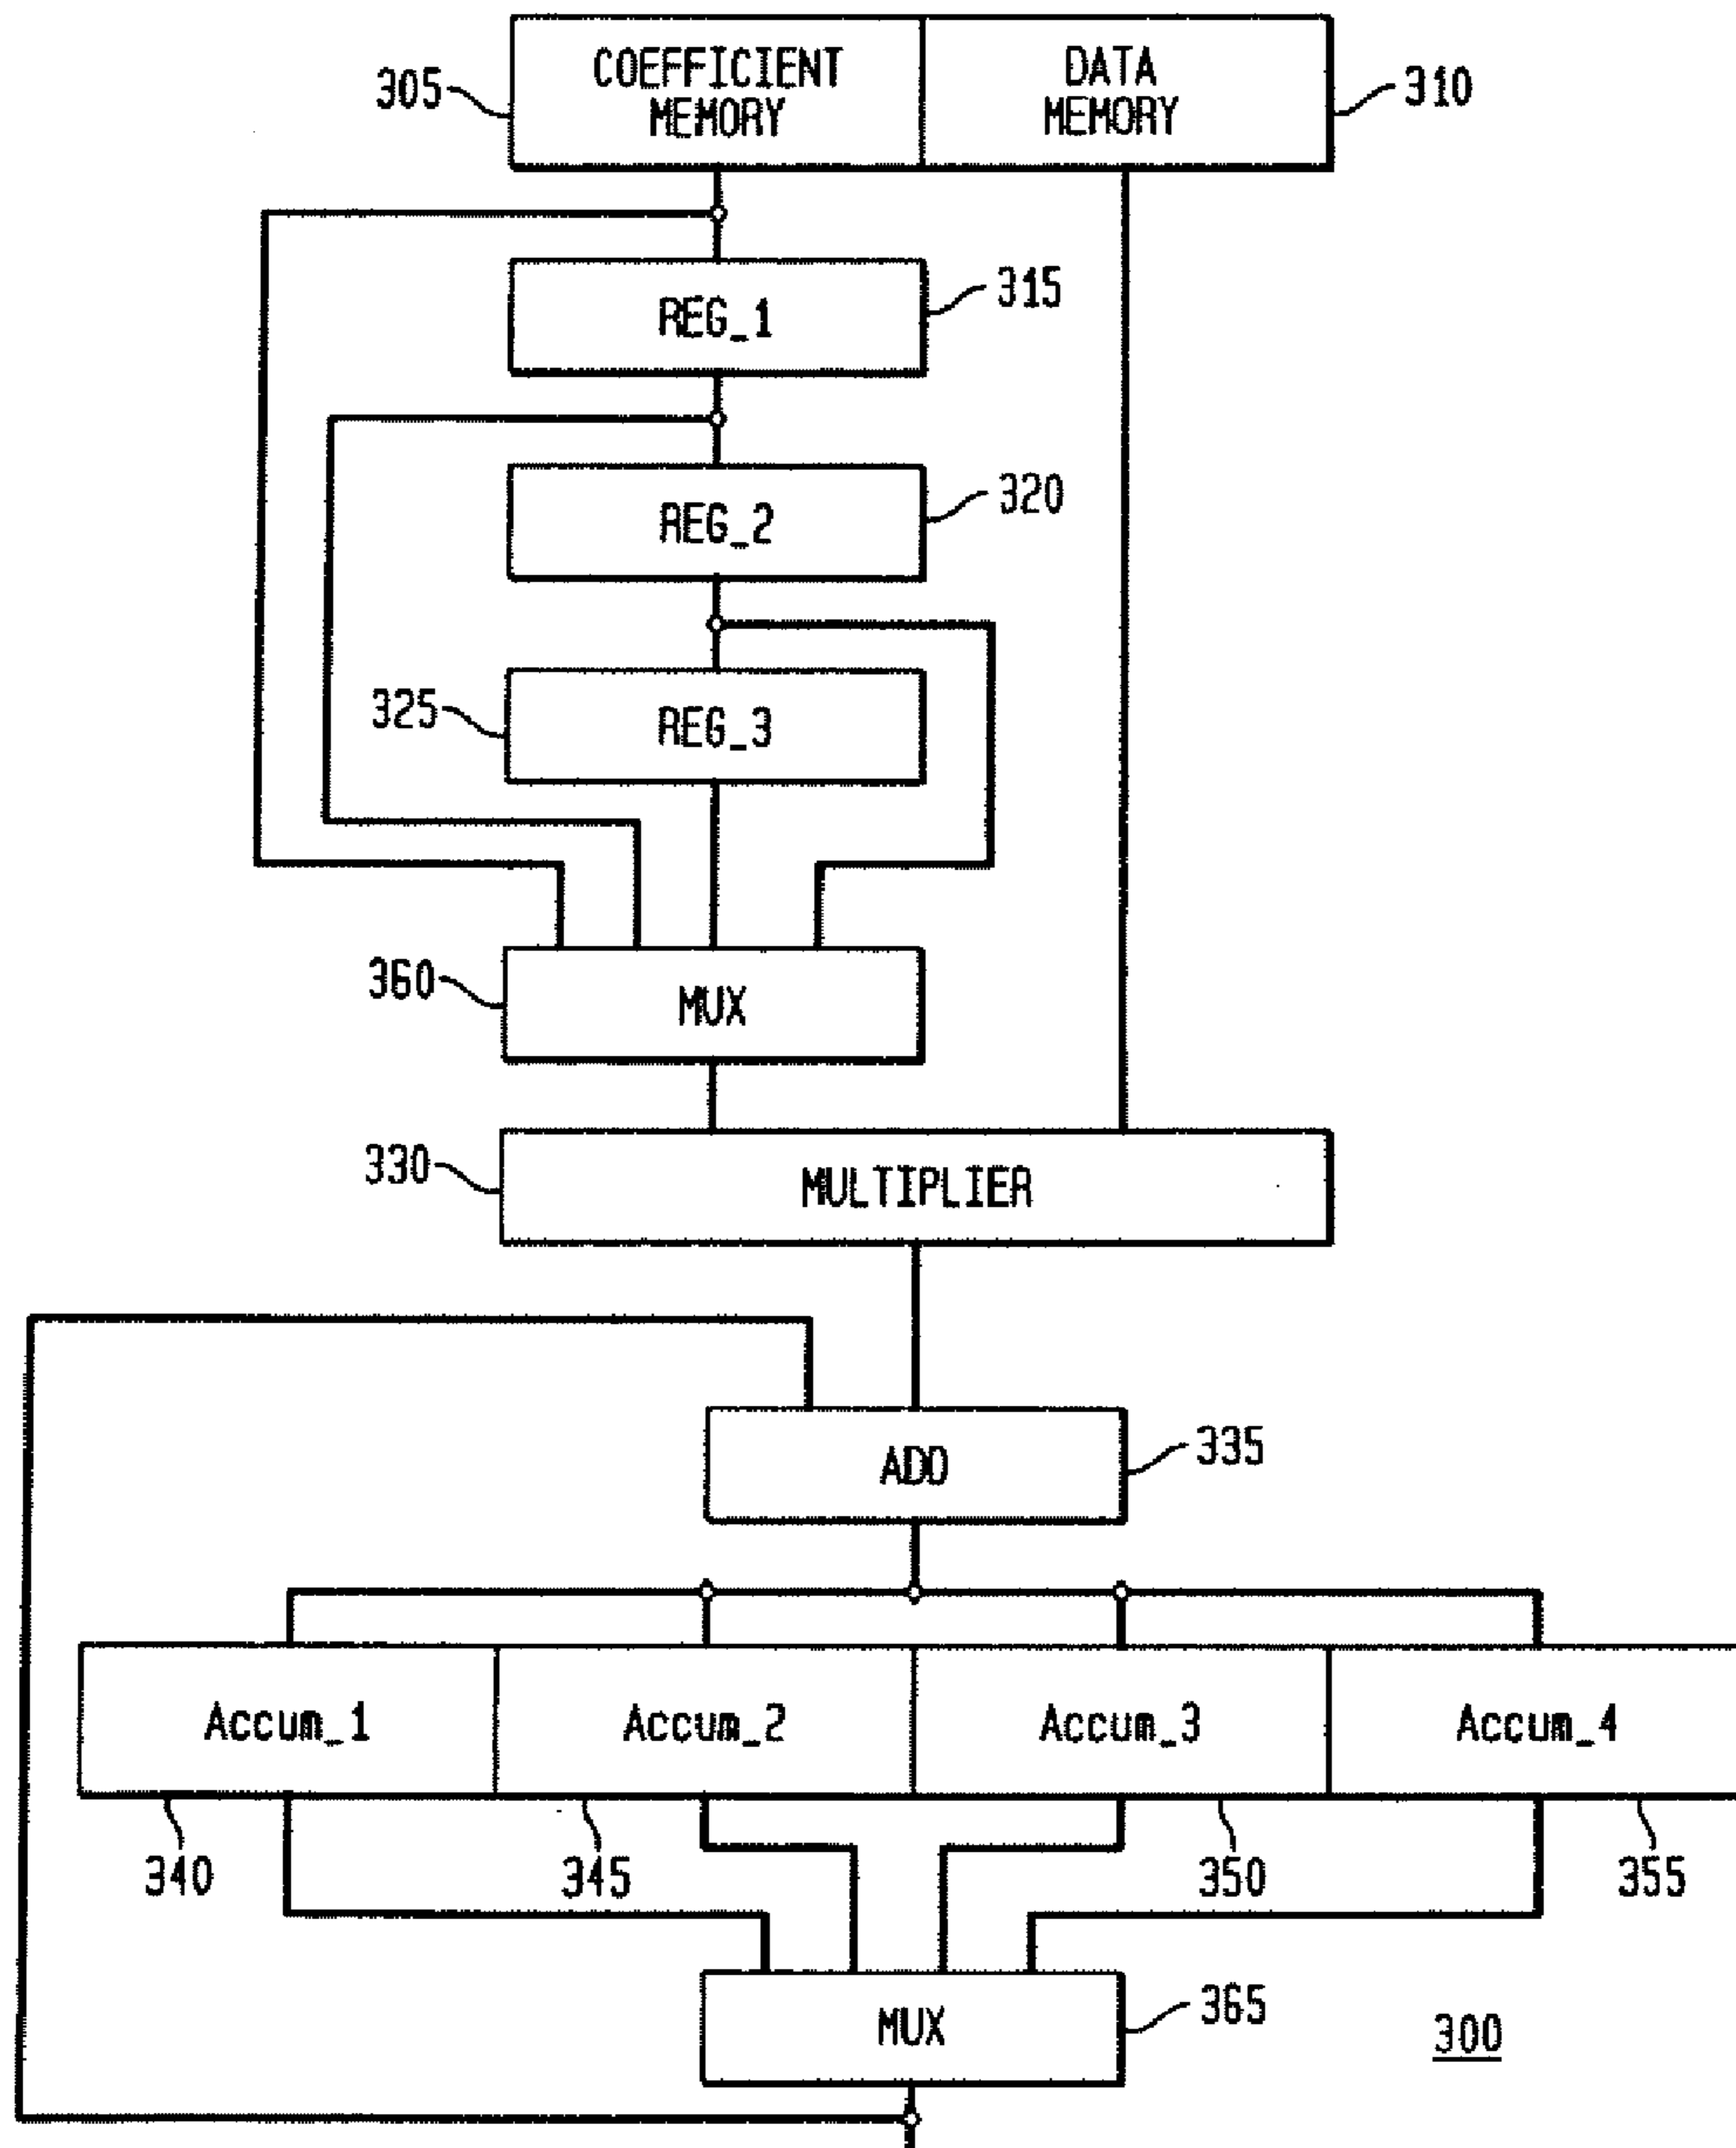 COEFFICIENT
MEMORY
DATA
MEMORY
305
310
REG_1
315
REG_2
320
REG_3
325
360
MUX
330
MULTIPLIER
ADD
335
Accum_1
Accum_2
Accum_3
Accum_4
340
345
350
355
MUX
365
300